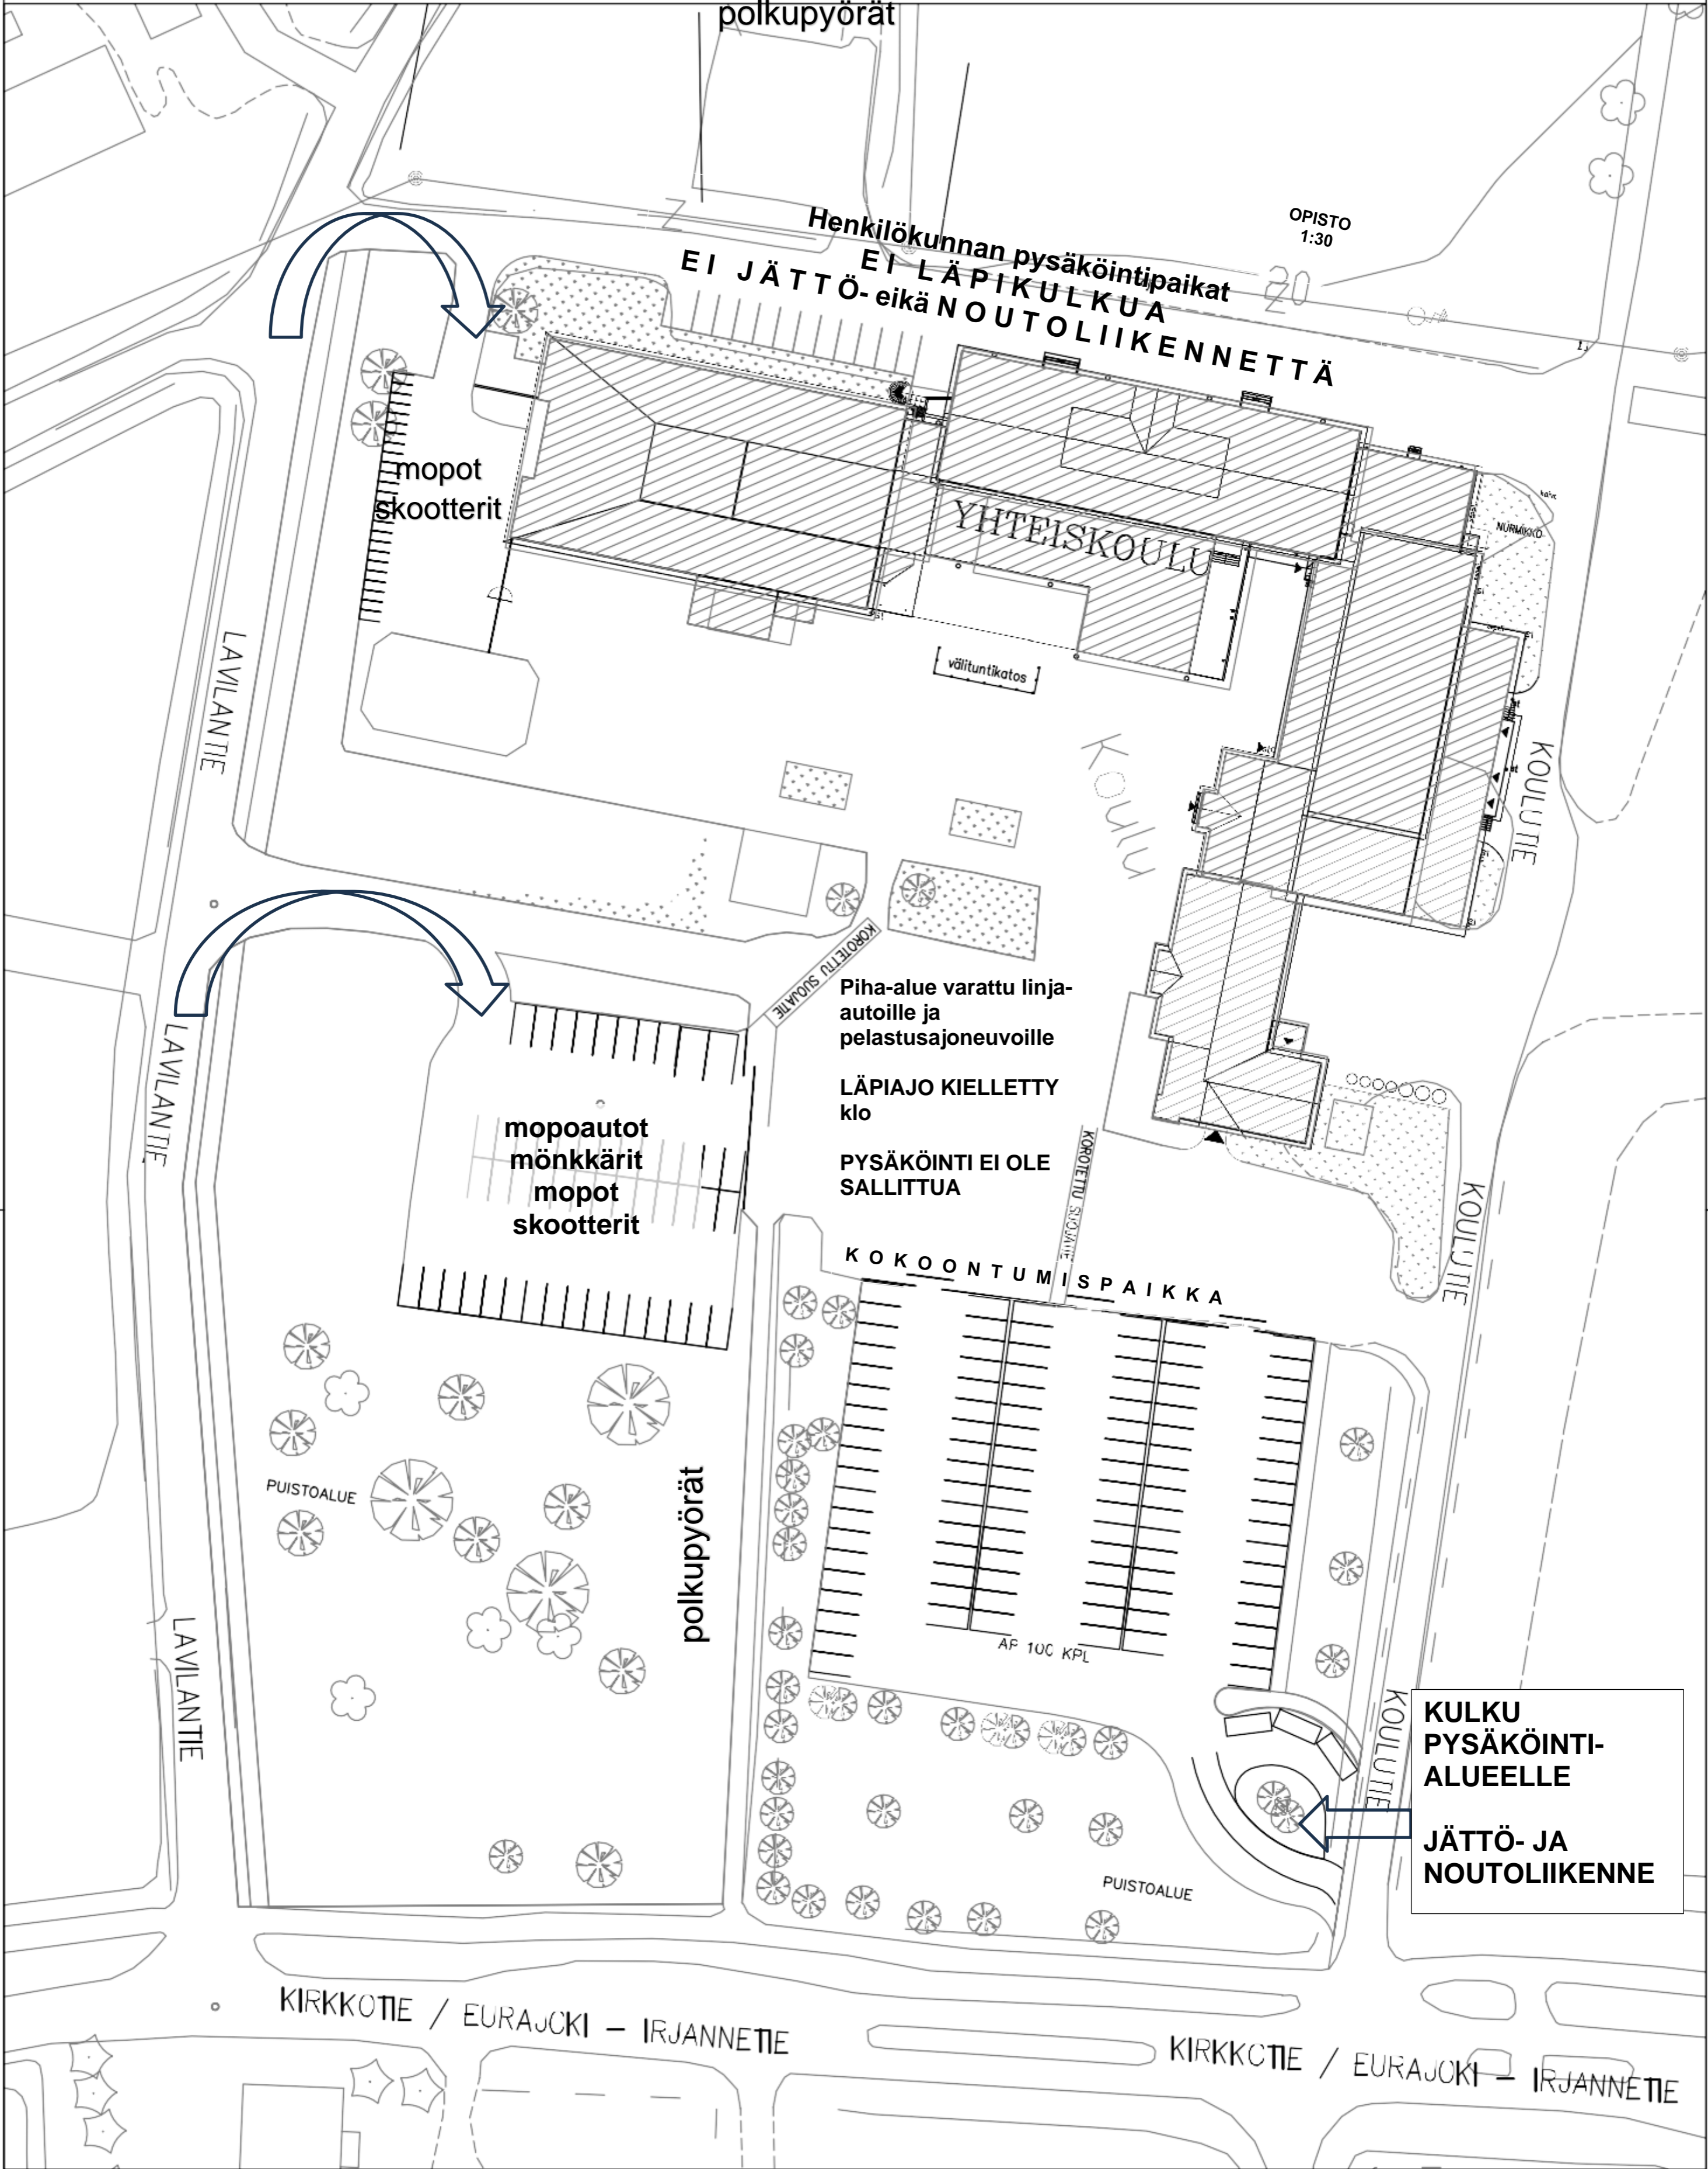 polkupyörät
OPISTO
1:30
Henkilökunnan pysäköintipaikat
EI LÄPIKULKUA
EI JÄTTÖ- eikä NOUTOLIIKENNETTÄ
20
mopot
skootterit
YHTEISKOULU
NURMIKKO
välituntikatos
LAVILANTIE
Koulu
KOULUTIE
KOROTETTU SUOJATIE
Piha-alue varattu linja-
autoille ja
pelastusajoneuvoille
LÄPIAJO KIELLETTY
klo
PYSÄKÖINTI EI OLE
SALLITTUA
LAVILANTIE
mopoautot
mönkkärit
mopot
skootterit
KOROTETTU SUOJATIE
KOULUTIE
KOKOONTUMISPAIKKA
PUISTOALUE
polkupyörät
AP 100 KPL
LAVILANTIE
KOULUTIE
KULKU
PYSÄKÖINTI-
ALUEELLE
JÄTTÖ- JA
NOUTOLIIKENNE
PUISTOALUE
KIRKKOTIE / EURAJOKI – IRJANNETIE
KIRKKOTIE / EURAJOKI – IRJANNETIE